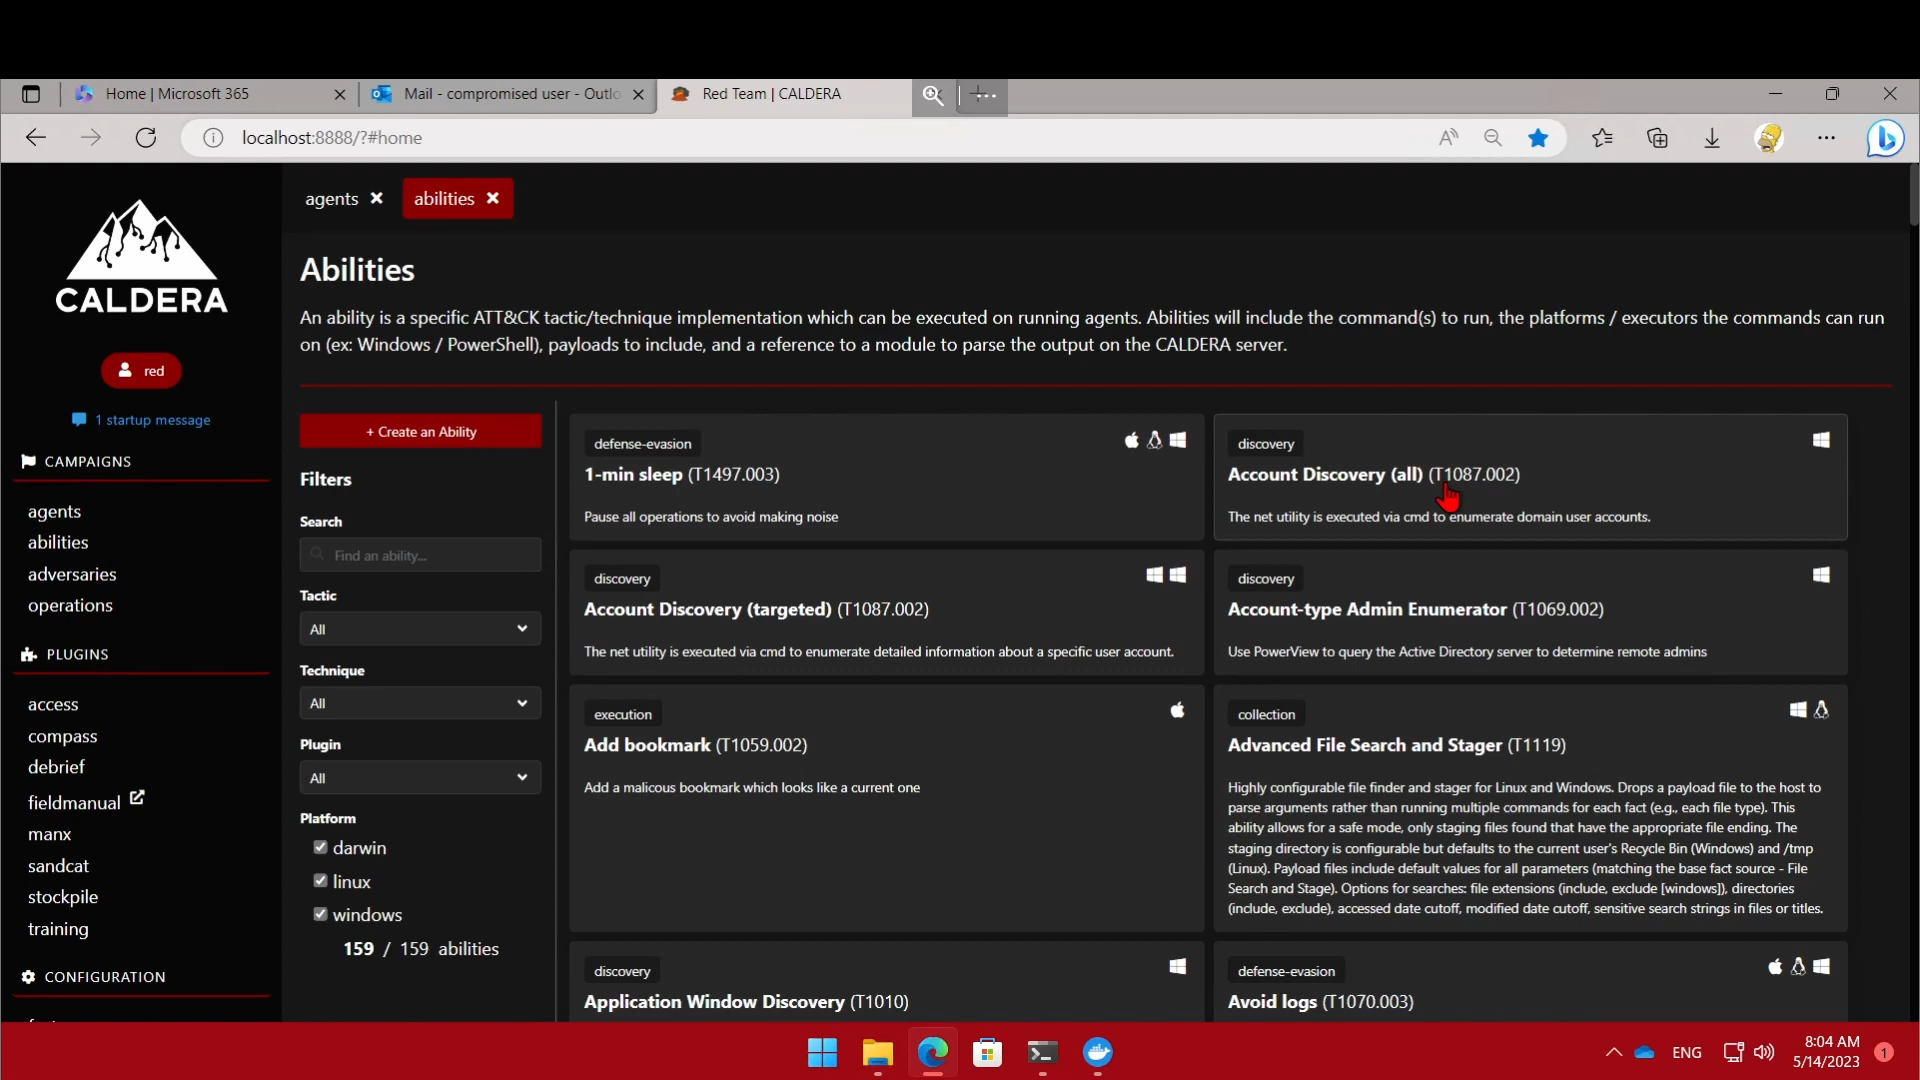 Home | Microsoft 365
Mail - compromised user - Outlo
Red Team | CALDERA
localhost:8888/?#home
CALDERA
red
1 startup message
CAMPAIGNS
agents
abilities
adversaries
operations
PLUGINS
access
compass
debrief
fieldmanual
manx
sandcat
stockpile
training
CONFIGURATION
agents
abilities
Abilities
An ability is a specific ATT&CK tactic/technique implementation which can be executed on running agents. Abilities will include the command(s) to run, the platforms / executors the commands can run
on (ex: Windows / PowerShell), payloads to include, and a reference to a module to parse the output on the CALDERA server.
+ Create an Ability
Filters
Search
Find an ability...
Tactic
All
Technique
All
Plugin
All
Platform
darwin
linux
windows
159 / 159 abilities
defense-evasion
1-min sleep (T1497.003)
Pause all operations to avoid making noise
discovery
Account Discovery (all) (T1087.002)
The net utility is executed via cmd to enumerate domain user accounts.
discovery
Account Discovery (targeted) (T1087.002)
The net utility is executed via cmd to enumerate detailed information about a specific user account.
discovery
Account-type Admin Enumerator (T1069.002)
Use PowerView to query the Active Directory server to determine remote admins
execution
Add bookmark (T1059.002)
Add a malicous bookmark which looks like a current one
collection
Advanced File Search and Stager (T1119)
Highly configurable file finder and stager for Linux and Windows. Drops a payload file to the host to
parse arguments rather than running multiple commands for each fact (e.g., each file type). This
ability allows for a safe mode, only staging files found that have the appropriate file ending. The
staging directory is configurable but defaults to the current user's Recycle Bin (Windows) and /tmp
(Linux). Payload files include default values for all parameters (matching the base fact source - File
Search and Stage). Options for searches: file extensions (include, exclude [windows]), directories
(include, exclude), accessed date cutoff, modified date cutoff, sensitive search strings in files or titles.
discovery
Application Window Discovery (T1010)
defense-evasion
Avoid logs (T1070.003)
ENG
8:04 AM
5/14/2023
1